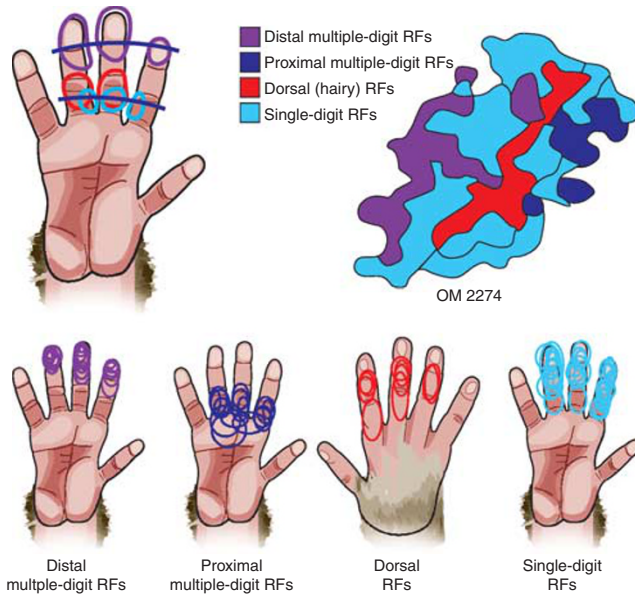 Distal multiple-digit RFs
Proximal multiple-digit RFs
Dorsal (hairy) RFs
Single-digit RFs
OM 2274
Distal
multple-digit RFs
Proximal
multiple-digit RFs
Dorsal
RFs
Single-digit
RFs